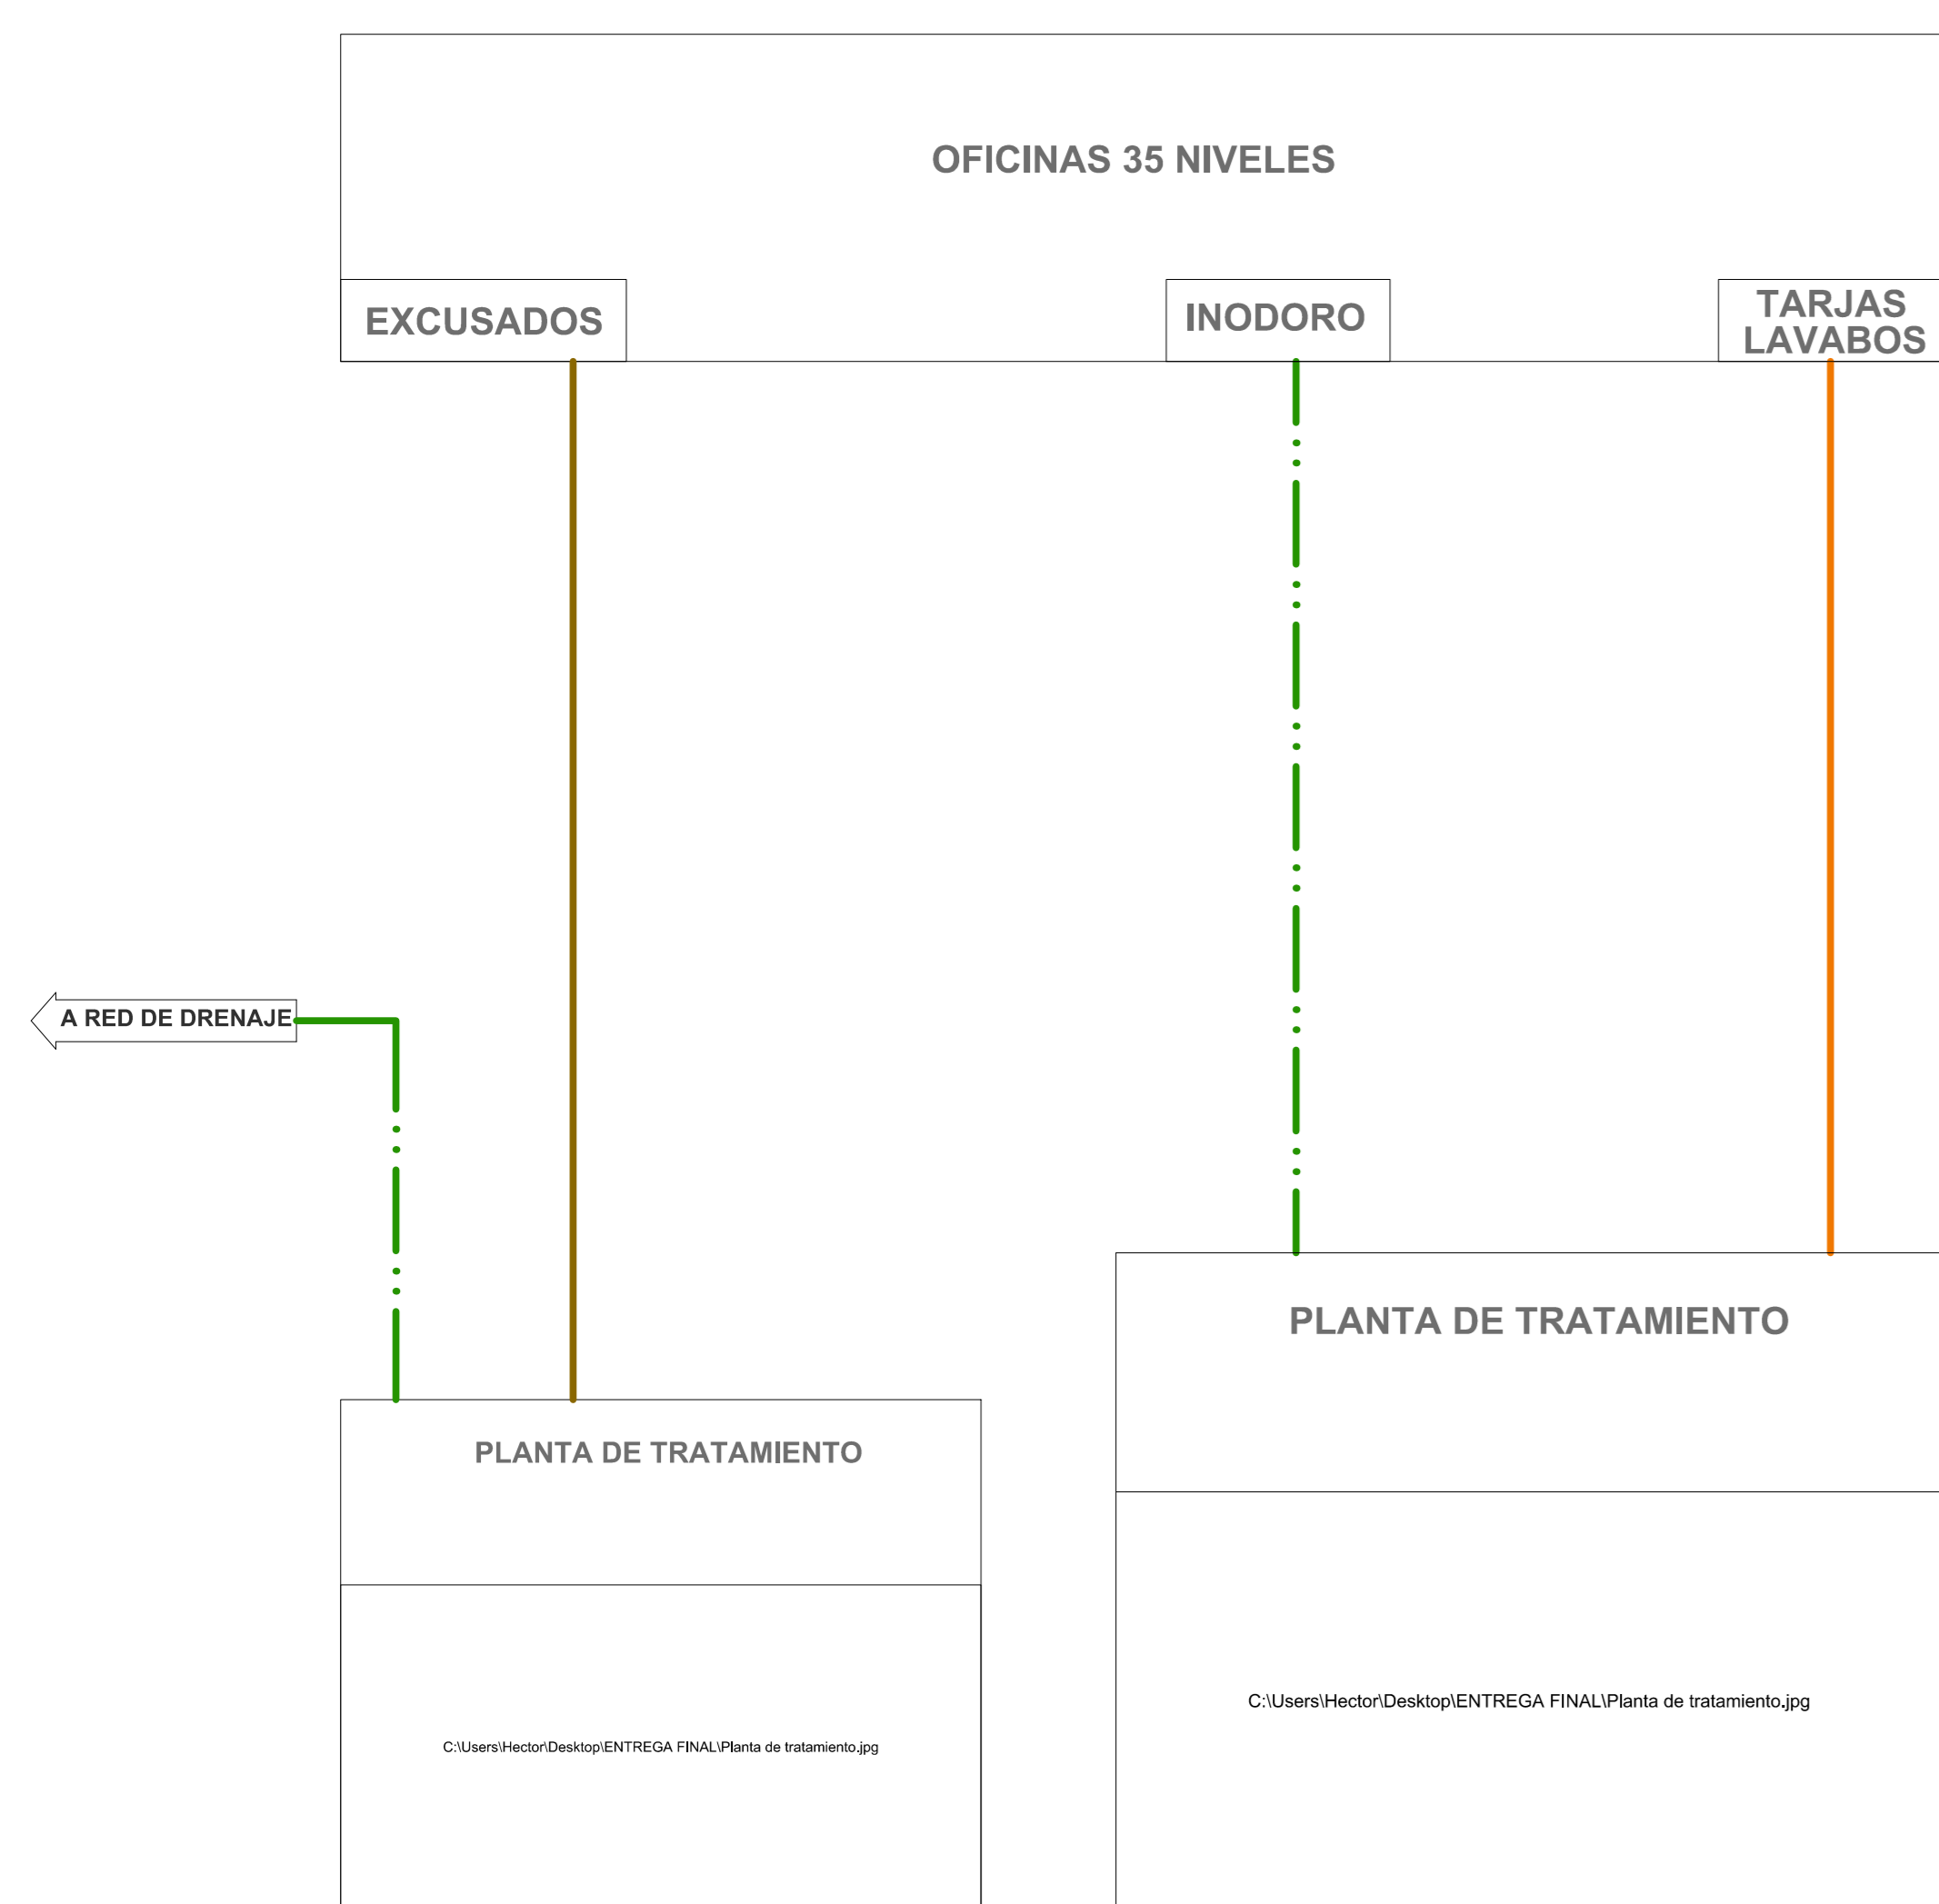 OFICINAS 35 NIVELES
EXCUSADOS
INODORO
TARJAS
LAVABOS
A RED DE DRENAJE
PLANTA DE TRATAMIENTO
PLANTA DE TRATAMIENTO
C:\Users\Hector\Desktop\ENTREGA FINAL\Planta de tratamiento.jpg
C:\Users\Hector\Desktop\ENTREGA FINAL\Planta de tratamiento.jpg